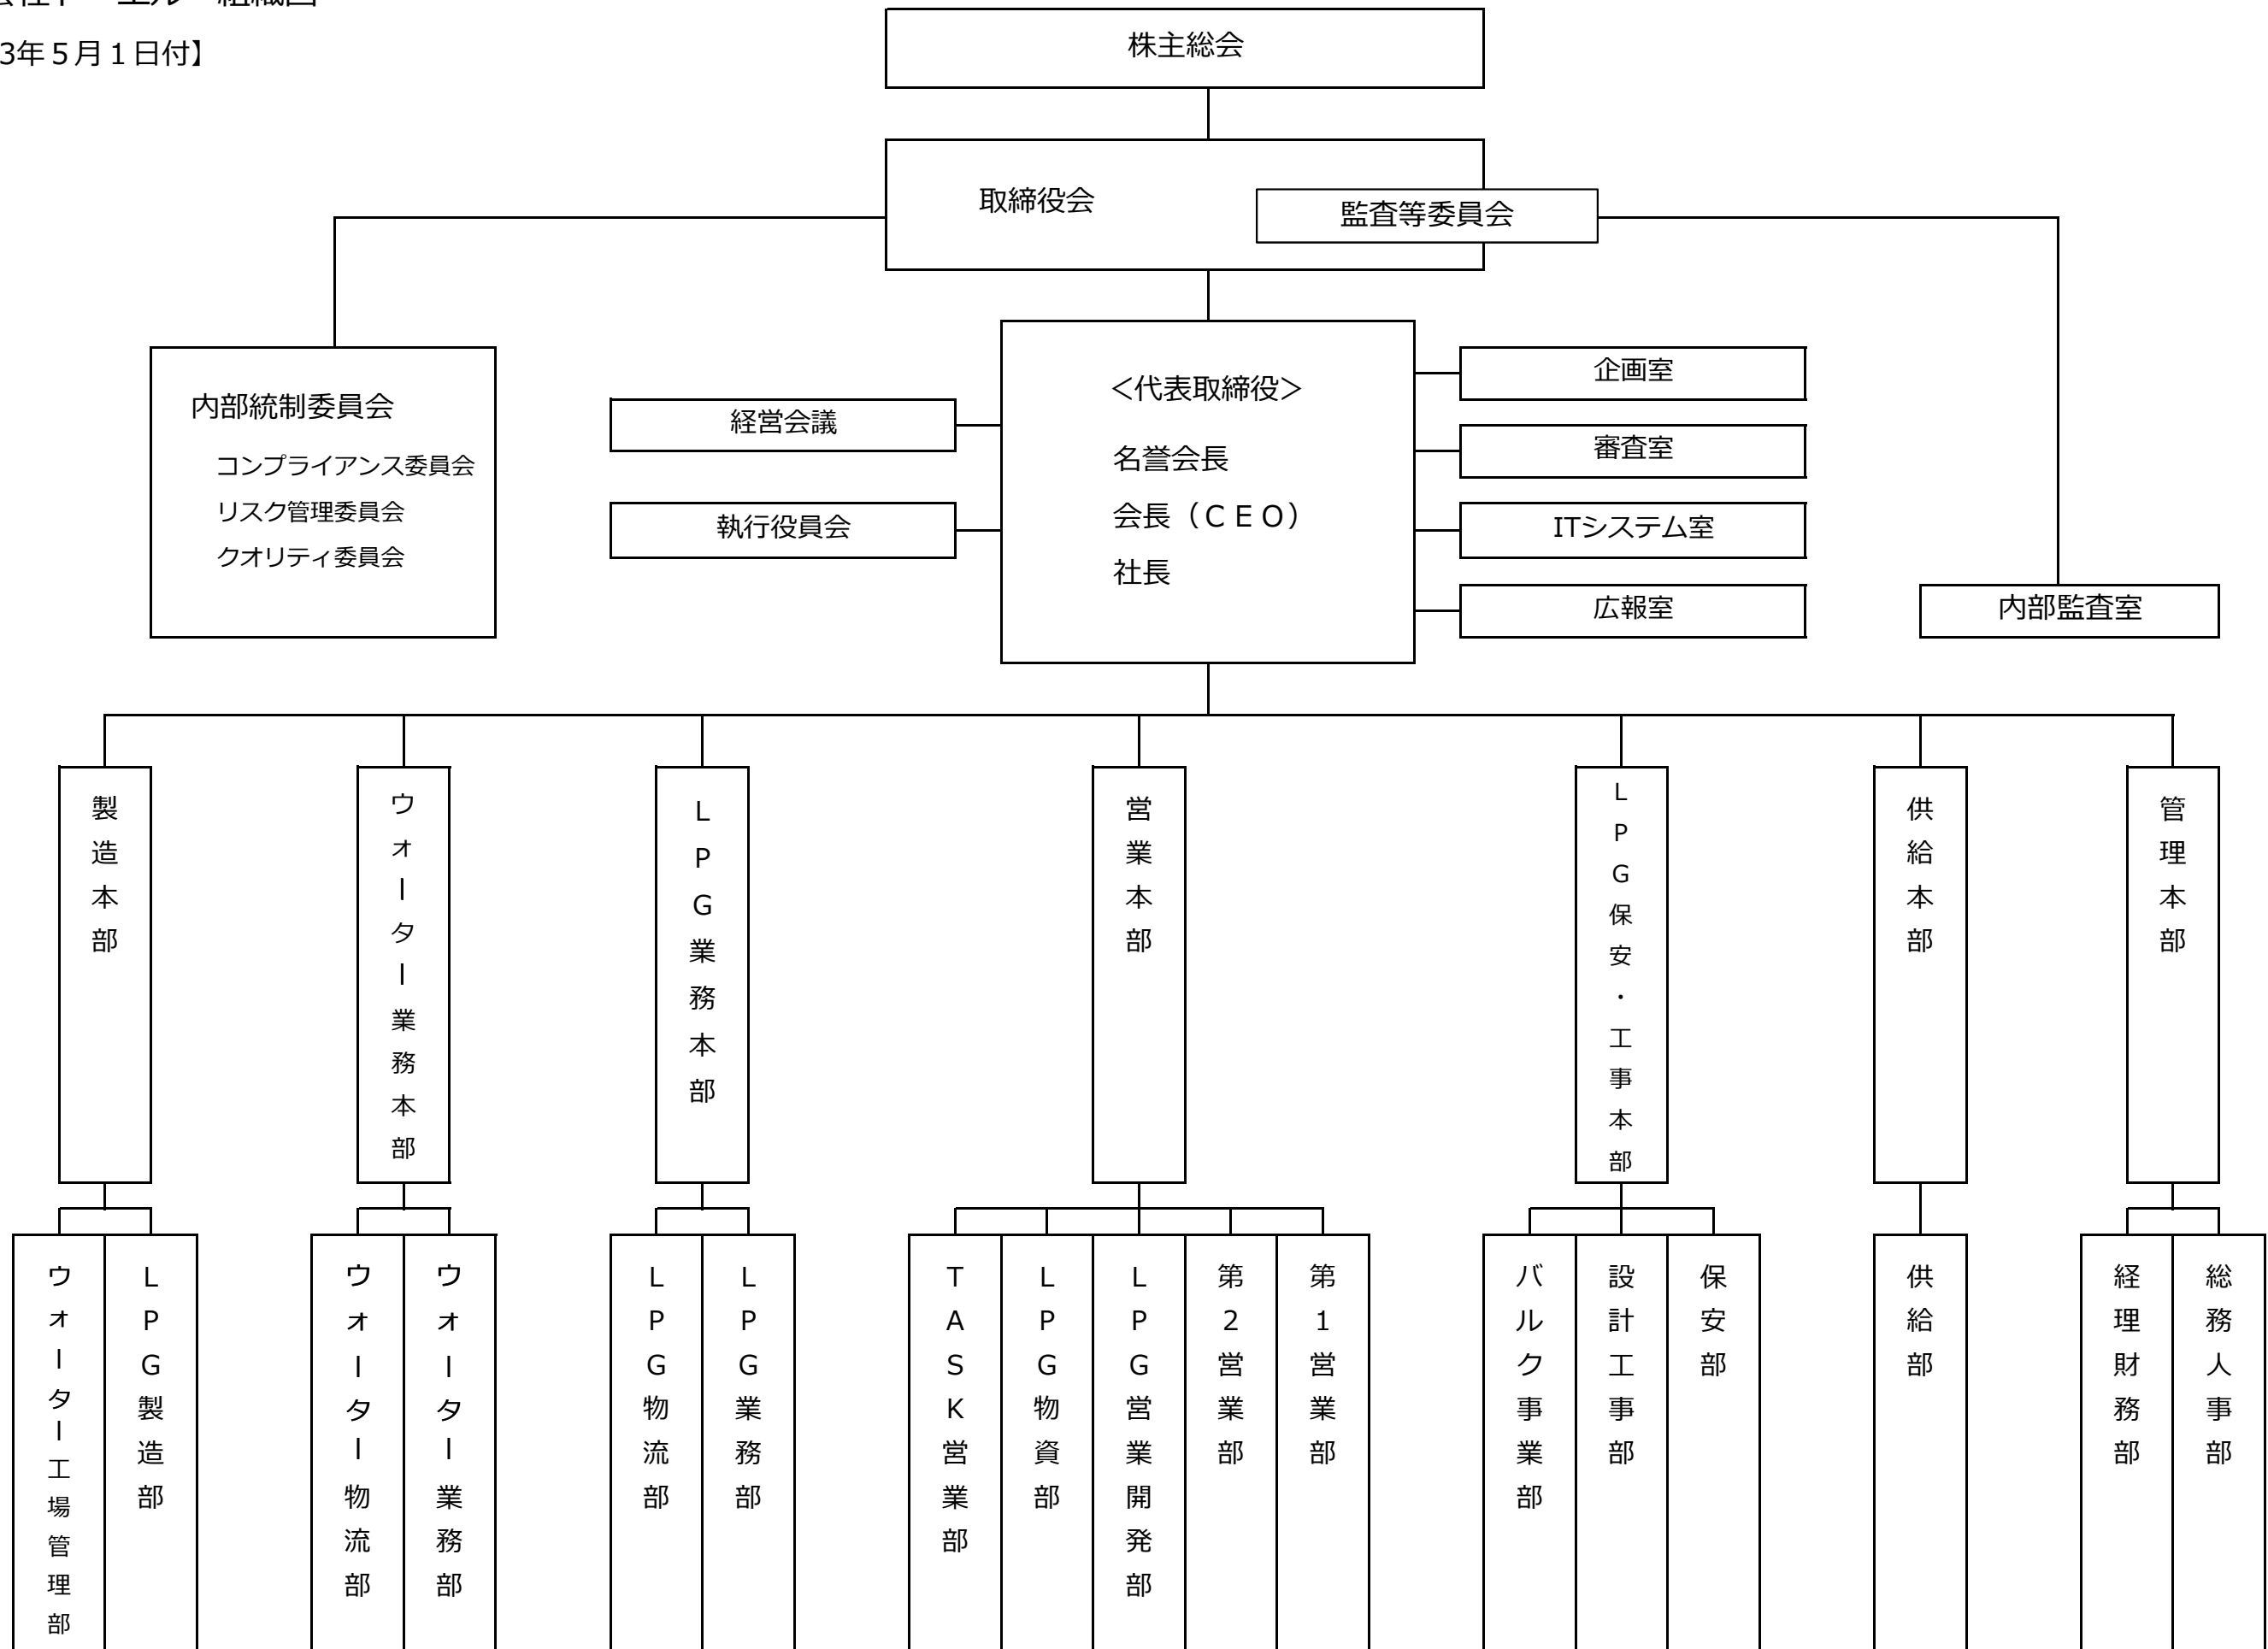 組織図
3年５月１日付】
株主総会
取締役会
監査等委員会
内部統制委員会
コンプライアンス委員会
リスク管理委員会
クオリティ委員会
経営会議
執行役員会
＜代表取締役＞
名誉会長
会長（ＣＥＯ）
社長
企画室
審査室
ITシステム室
広報室
内部監査室
製造本部
ウォーター業務本部
ＬＰＧ業務本部
営業本部
ＬＰＧ保安・工事本部
供給本部
管理本部
ウォーター工場管理部
ＬＰＧ製造部
ウォーター物流部
ウォーター業務部
ＬＰＧ物流部
ＬＰＧ業務部
ＴＡＳＫ営業部
ＬＰＧ物資部
ＬＰＧ営業開発部
第２営業部
第１営業部
バルク事業部
設計工事部
保安部
供給部
経理財務部
総務人事部